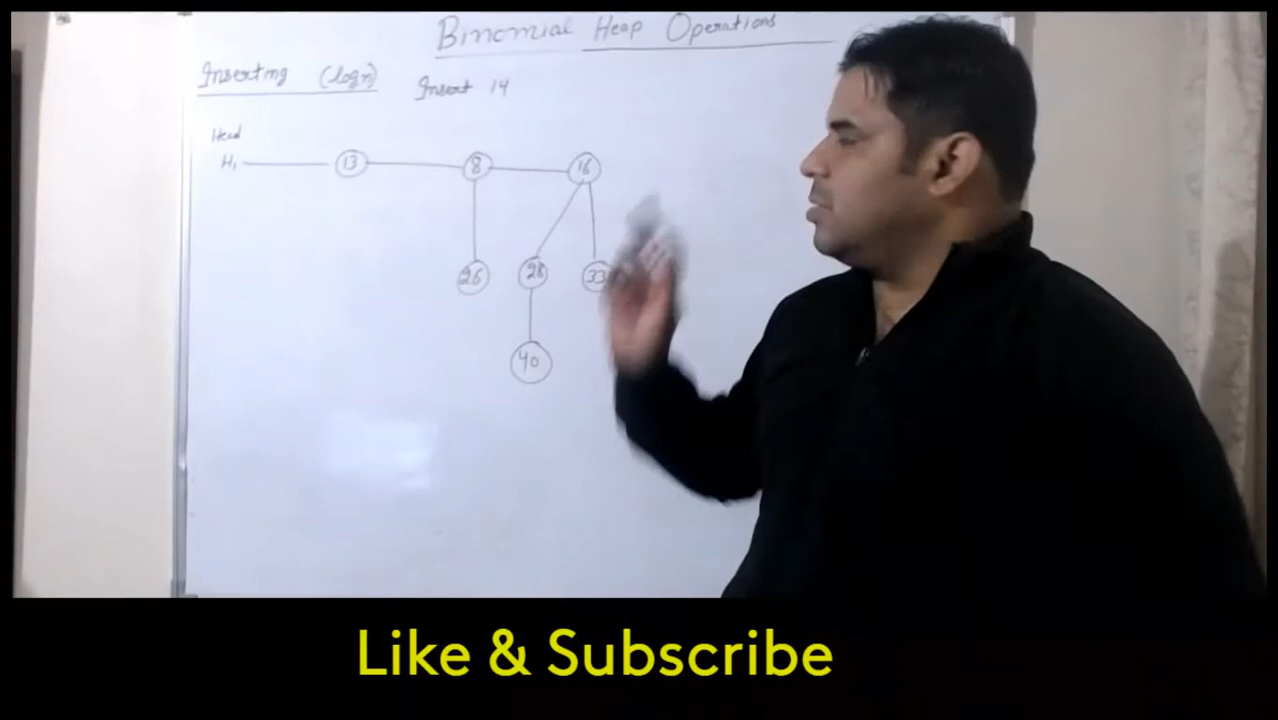 Binomial Heap Operations
Inserting (logn) Insert 14
Head
H1 13 8 16
26 28 33
40
Like & Subscribe